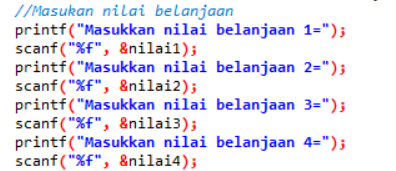 //Masukan nilai belanjaan
printf("Masukkan nilai belanjaan 1=");
scanf("%f", &nilai1);
printf("Masukkan nilai belanjaan 2=");
scanf("%f", &nilai2);
printf("Masukkan nilai belanjaan 3=");
scanf("%f", &nilai3);
printf("Masukkan nilai belanjaan 4=");
scanf("%f", &nilai4);